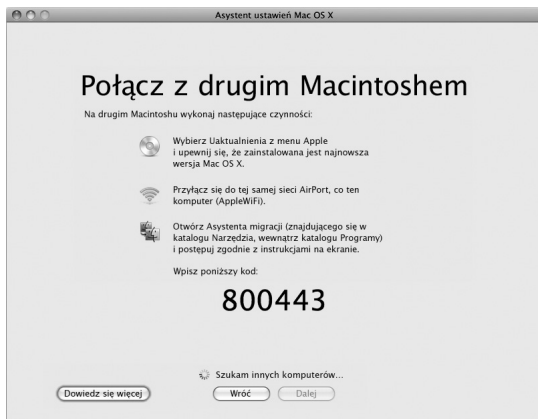 Asystent ustawień Mac OS X
Połącz z drugim Macintoshem
Na drugim Macintoshu wykonaj następujące czynności:
Wybierz Uaktualnienia z menu Apple
i upewnij się, że zainstalowana jest najnowsza
wersja Mac OS X.
Przyłącz się do tej samej sieci AirPort, co ten
komputer (AppleWiFi).
Otwórz Asystenta migracji (znajdującego się w
katalogu Narzędzia, wewnątrz katalogu Programy)
i postępuj zgodnie z instrukcjami na ekranie.
Wpisz poniższy kod:
800443
Szukam innych komputerów...
Dowiedz się więcej
Wróć
Dalej